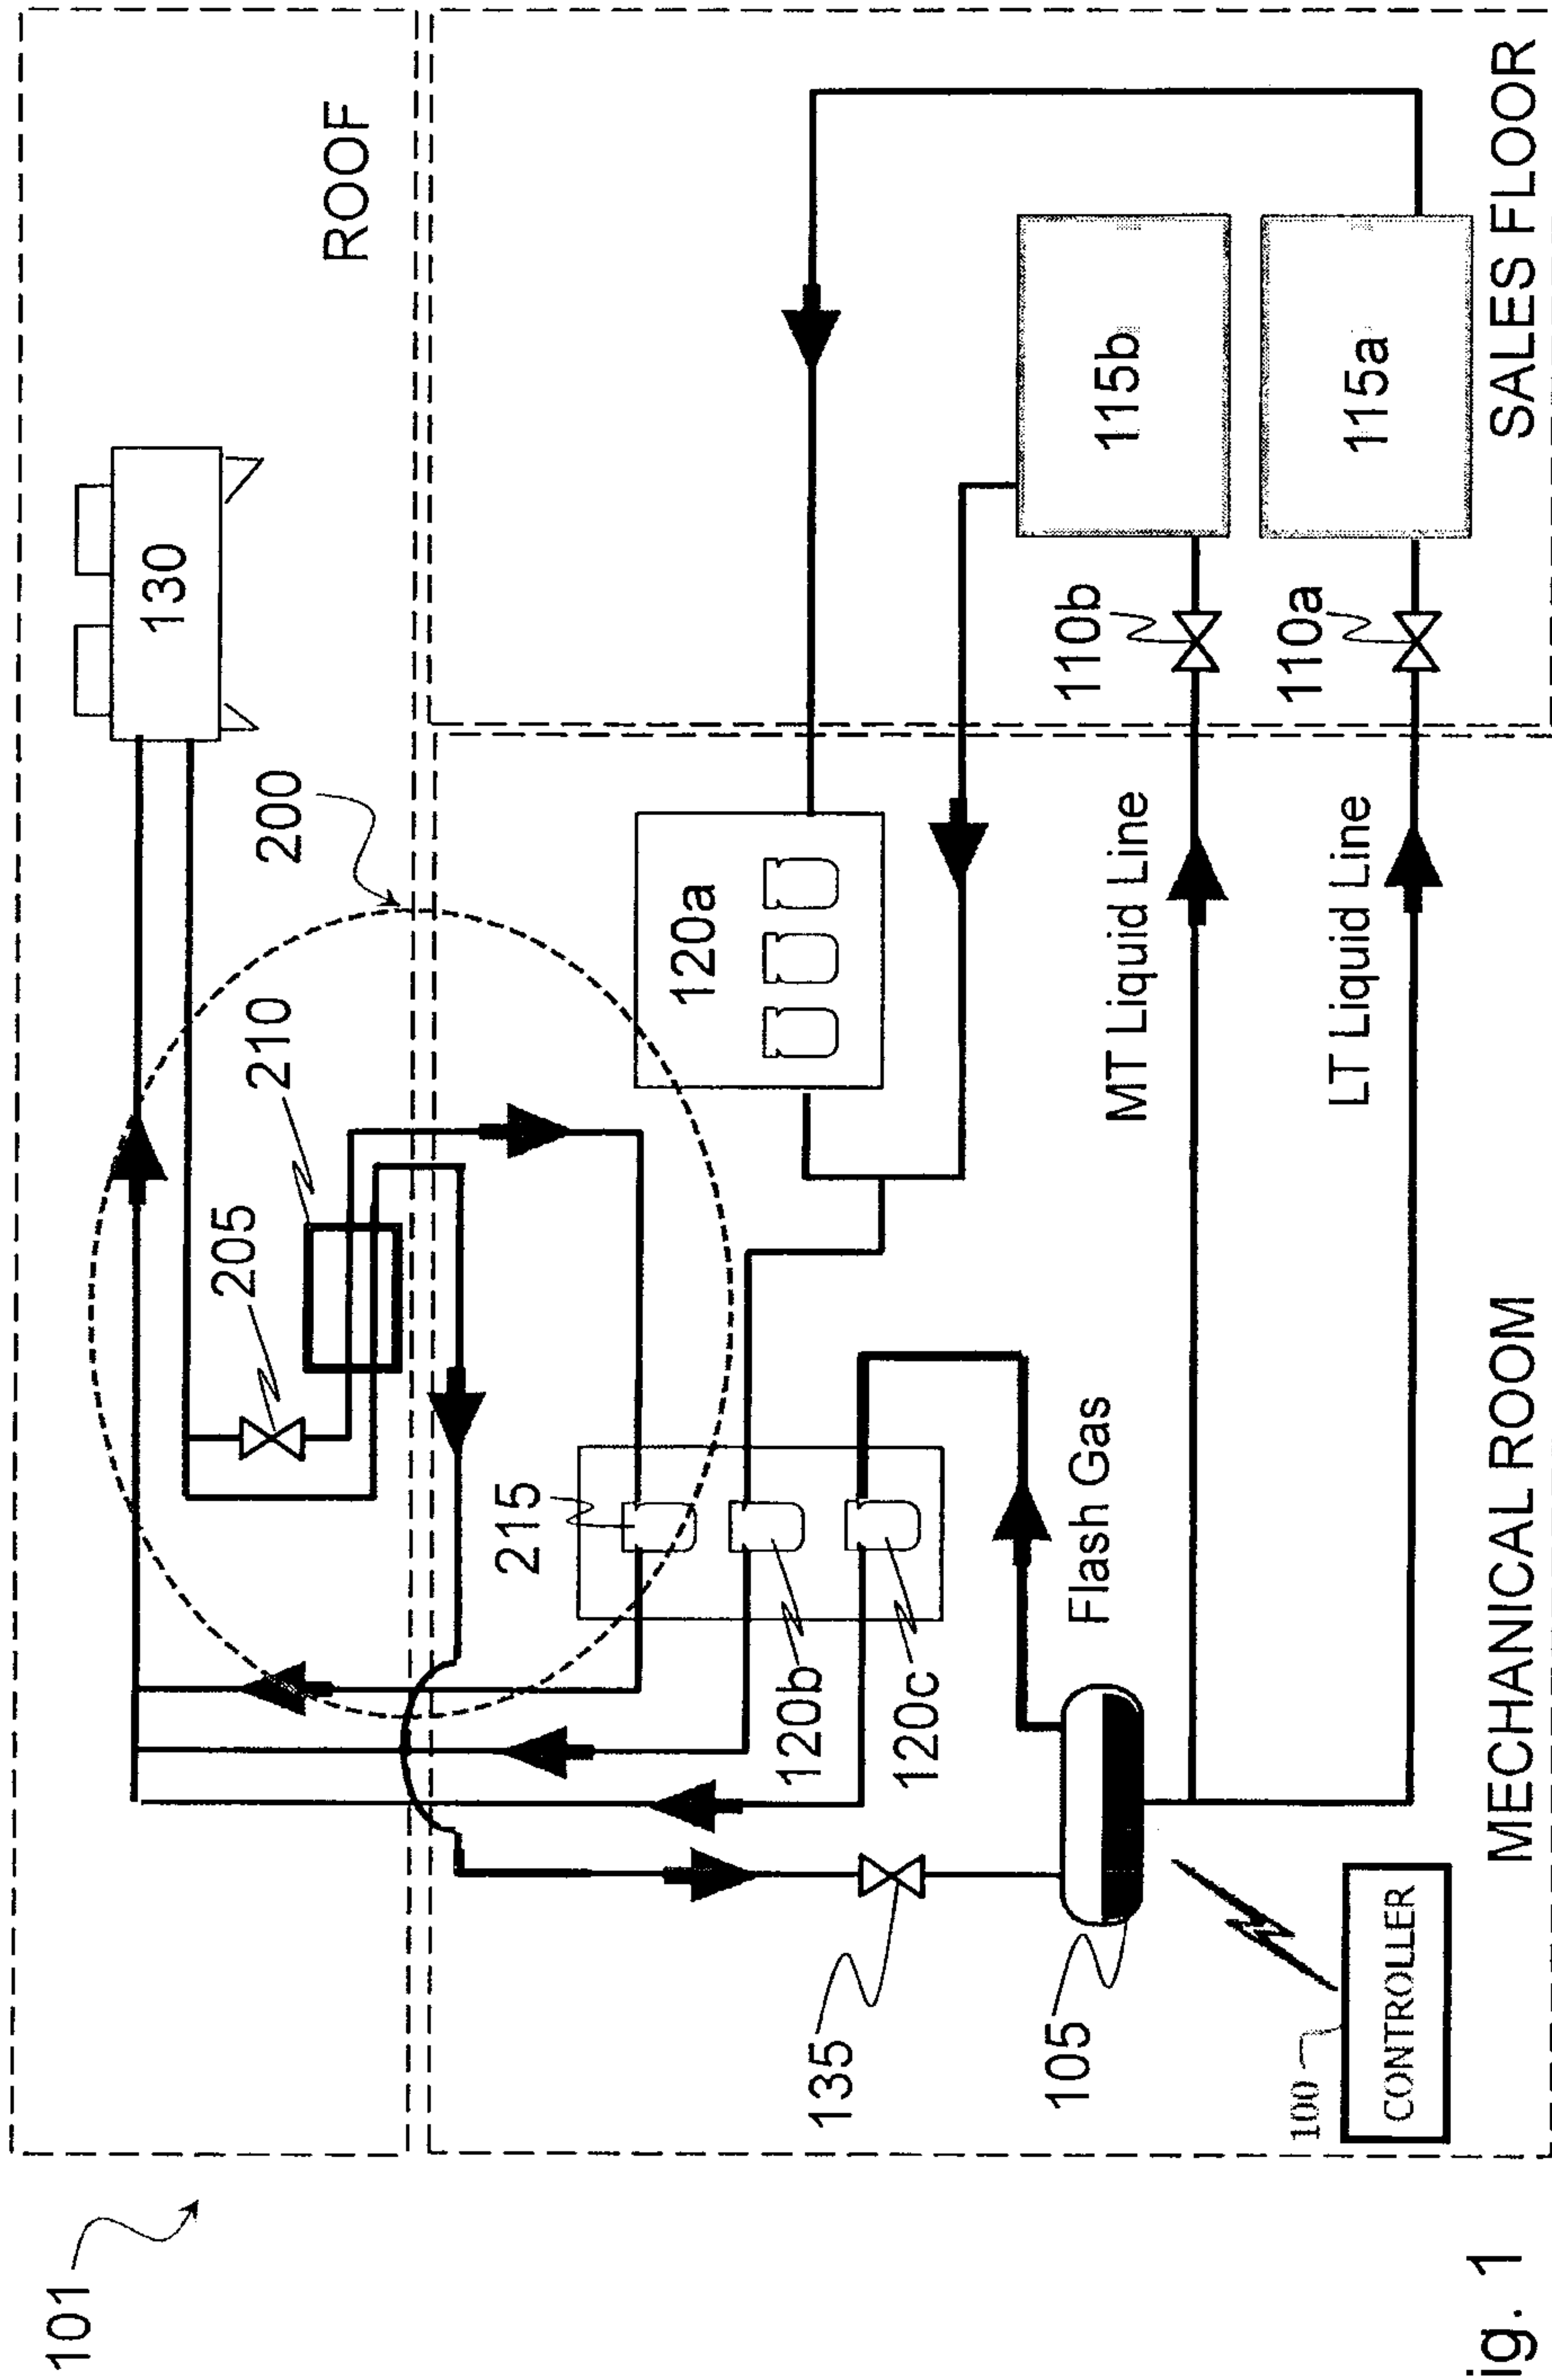 101
ROOF
130
200
210
205
215
120a
120b
120c
135
105
Flash Gas
MT Liquid Line
LT Liquid Line
110b
110a
115b
115a
100
CONTROLLER
MECHANICAL ROOM
SALES FLOOR
ig. 1